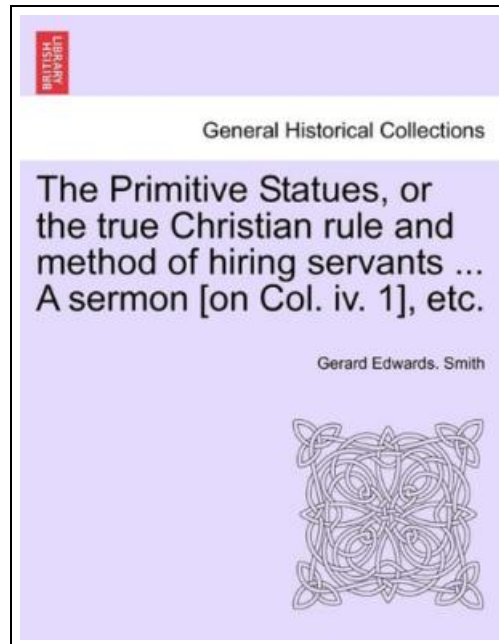 BRITISH
LIBRARY
General Historical Collections
The Primitive Statues, or
the true Christian rule and
method of hiring servants ...
A sermon [on Col. iv. 1], etc.
Gerard Edwards. Smith